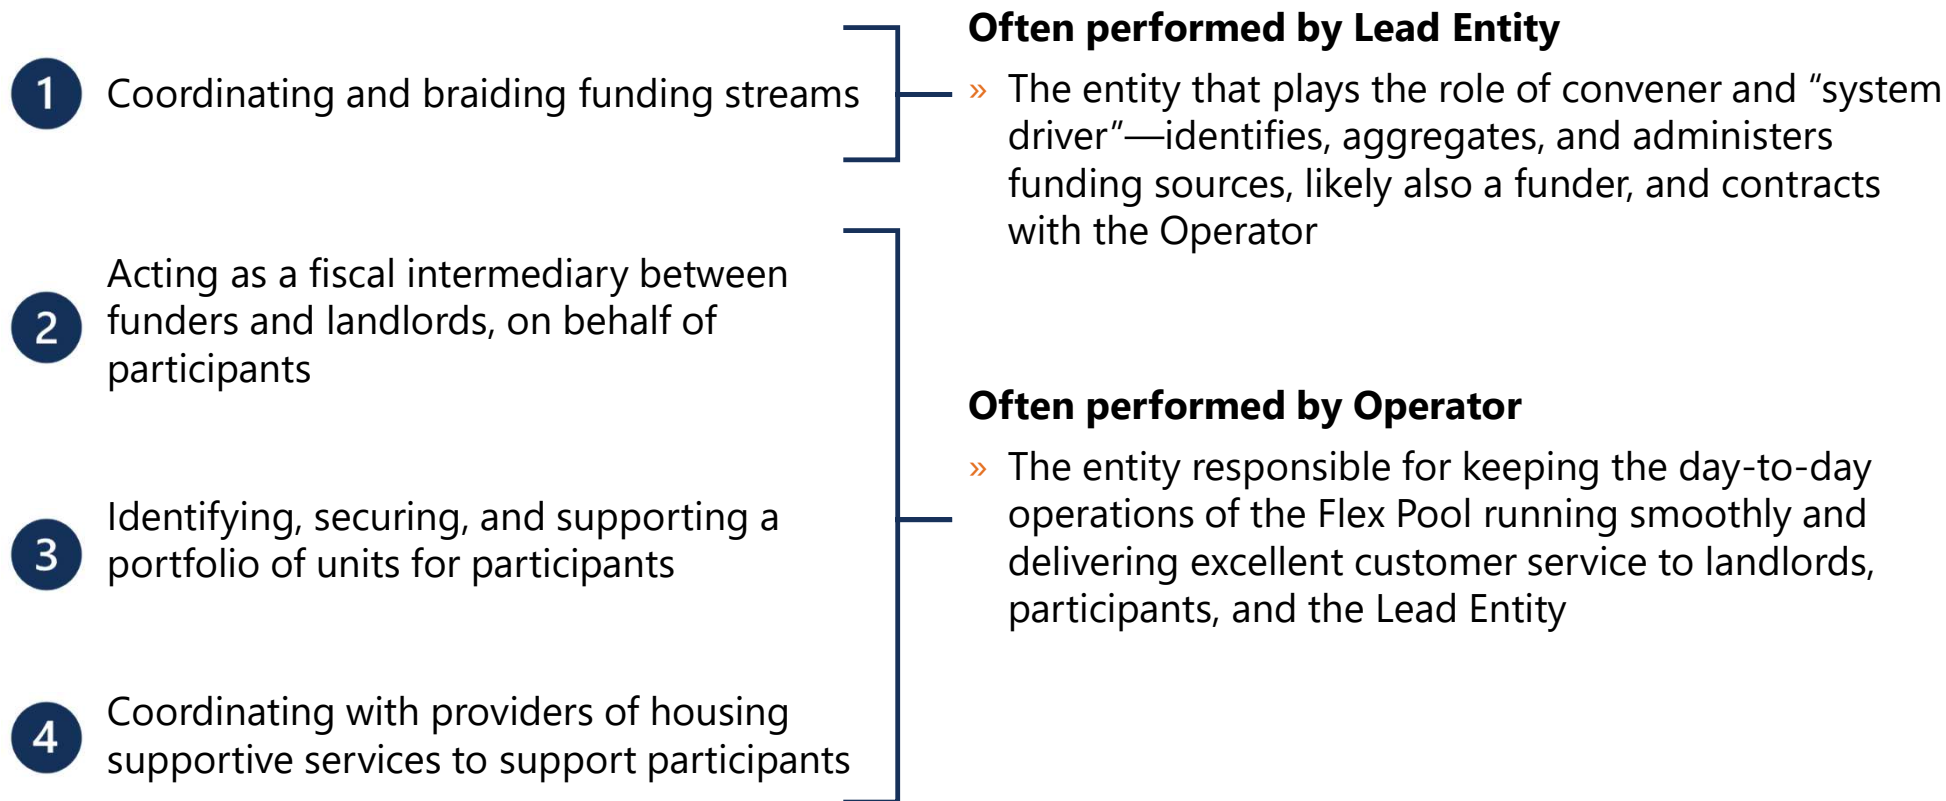 1
Coordinating and braiding funding streams
2
Acting as a fiscal intermediary between
funders and landlords, on behalf of
participants
3
Identifying, securing, and supporting a
portfolio of units for participants
4
Coordinating with providers of housing
supportive services to support participants
Often performed by Lead Entity
» The entity that plays the role of convener and “system
driver”—identifies, aggregates, and administers
funding sources, likely also a funder, and contracts
with the Operator
Often performed by Operator
» The entity responsible for keeping the day-to-day
operations of the Flex Pool running smoothly and
delivering excellent customer service to landlords,
participants, and the Lead Entity